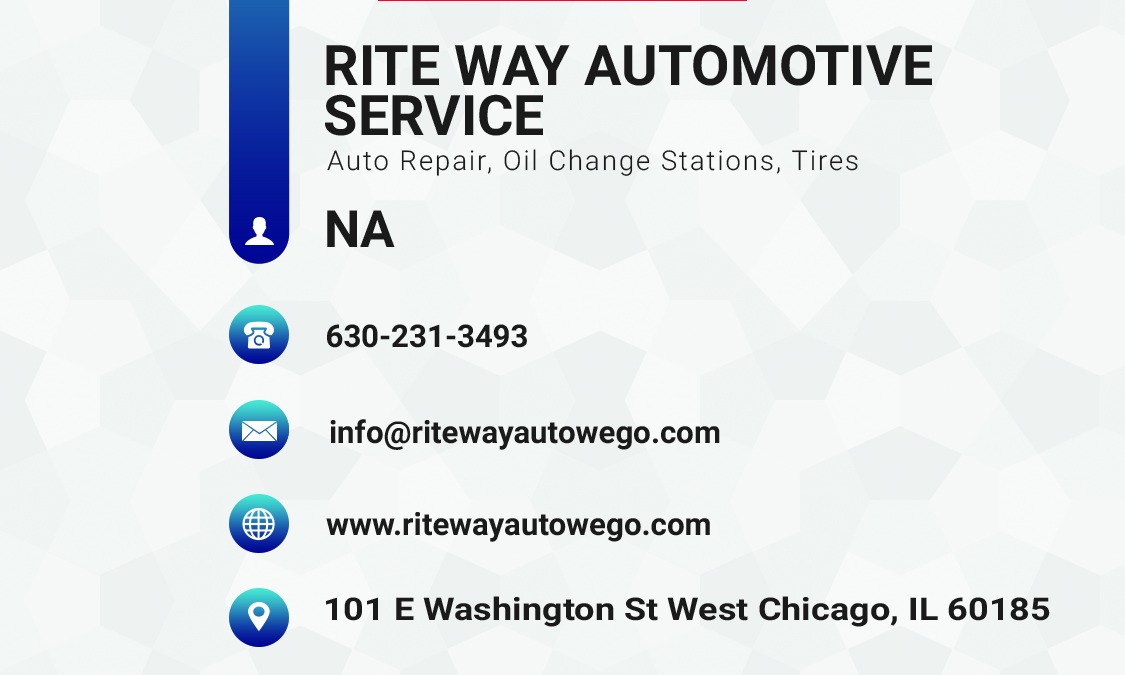 RITE WAY AUTOMOTIVE
SERVICE
Auto Repair, Oil Change Stations, Tires
NA
630-231-3493
info@ritewayautowego.com
www.ritewayautowego.com
101 E Washington St West Chicago, IL 60185